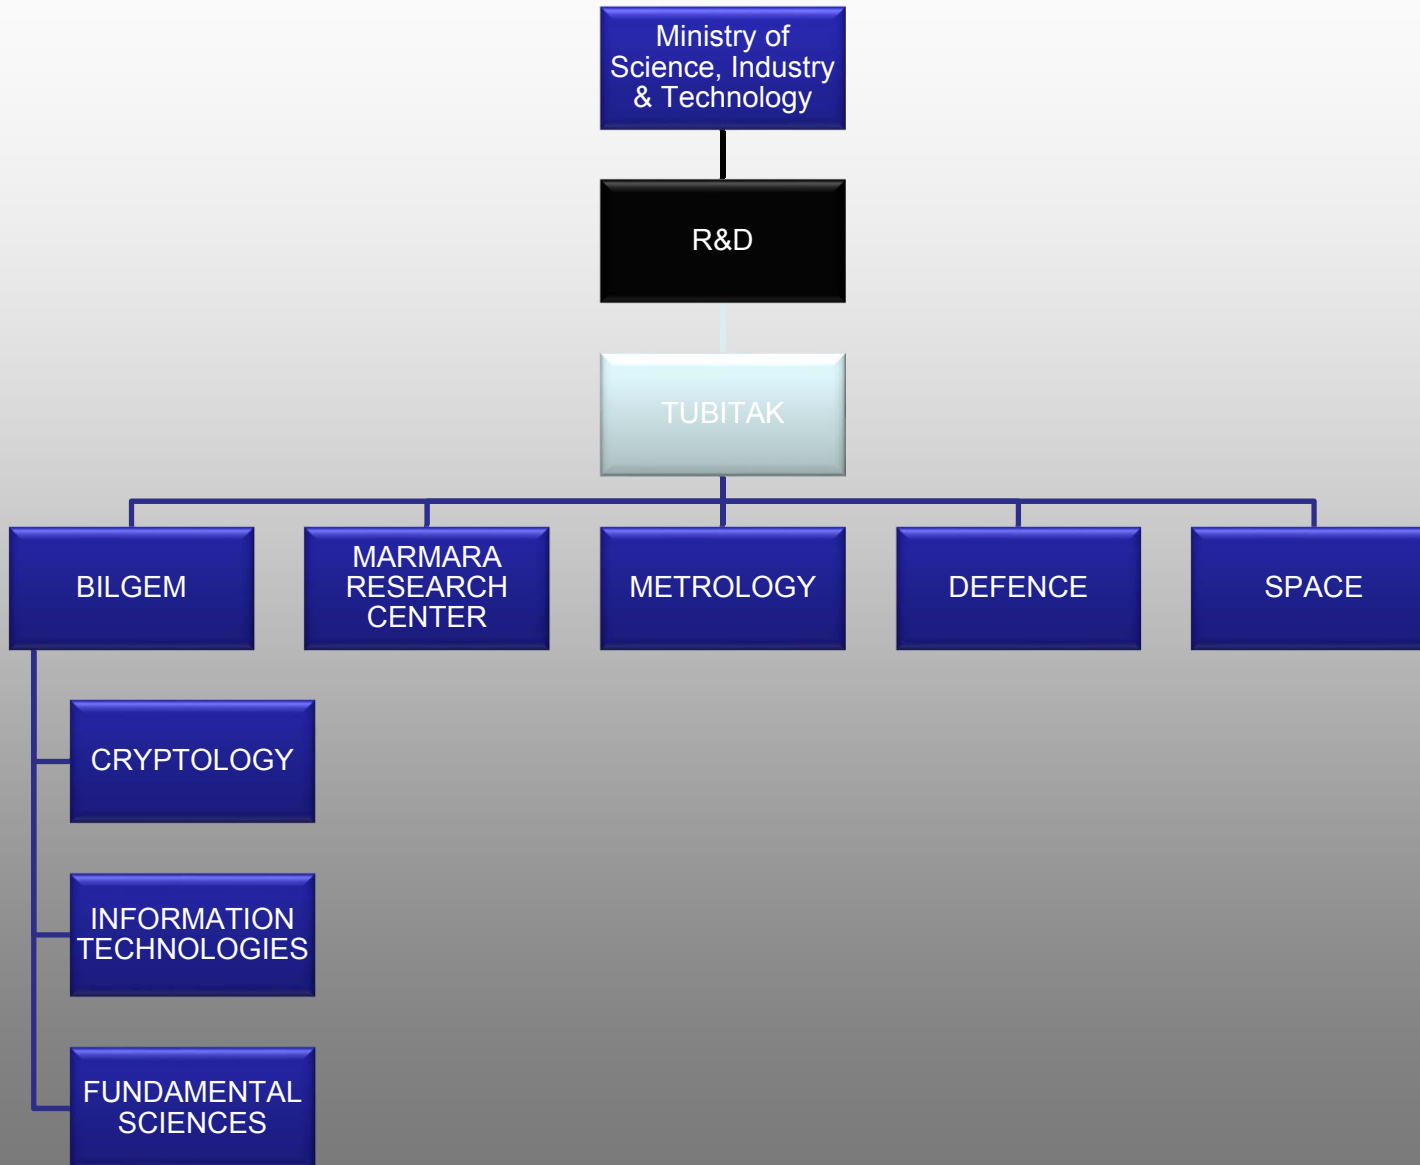 Ministry of
Science, Industry
& Technology
R&D
TUBITAK
BILGEM
MARMARA
RESEARCH
CENTER
METROLOGY
DEFENCE
SPACE
CRYPTOLOGY
INFORMATION
TECHNOLOGIES
FUNDAMENTAL
SCIENCES